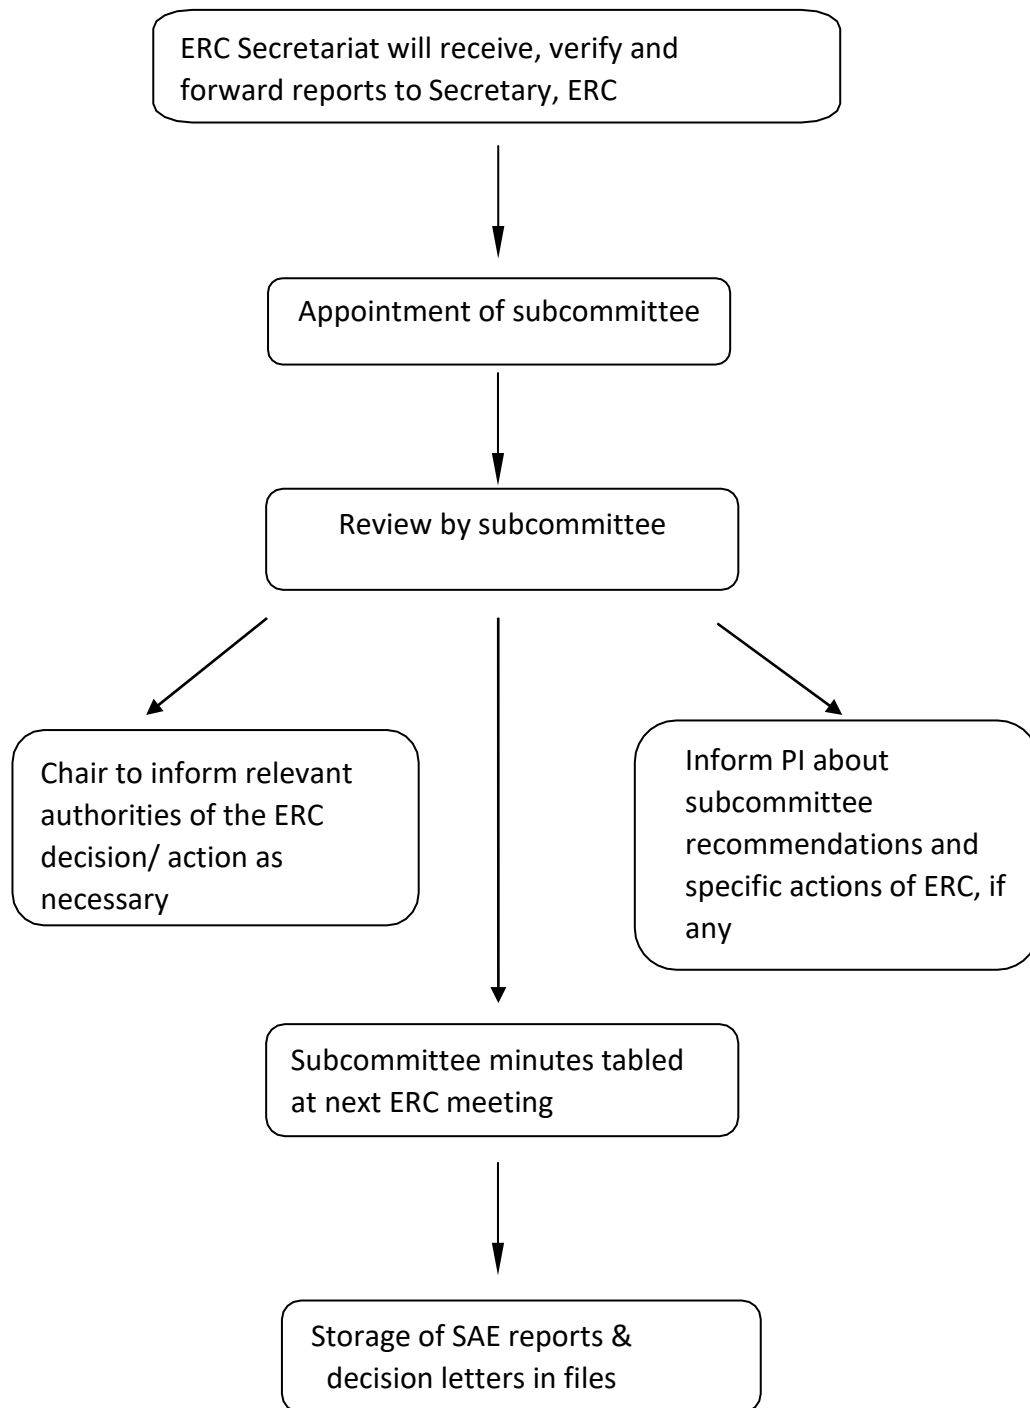 ERC Secretariat will receive, verify and
forward reports to Secretary, ERC
Appointment of subcommittee
Review by subcommittee
Chair to inform relevant
authorities of the ERC
decision/ action as
necessary
Inform PI about
subcommittee
recommendations and
specific actions of ERC, if
any
Subcommittee minutes tabled
at next ERC meeting
Storage of SAE reports &
decision letters in files